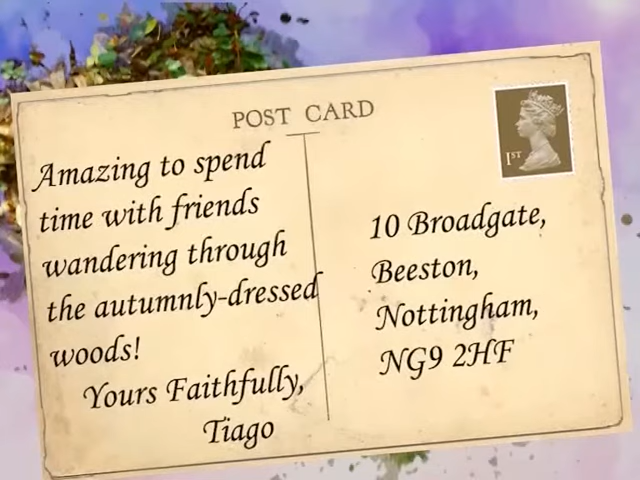 POST CARD
Amazing to spend
time with friends
wandering through
the autumnly-dressed
woods!
Yours Faithfully,
Tiago
1ST
10 Broadgate,
Beeston,
Nottingham,
NG9 2HF